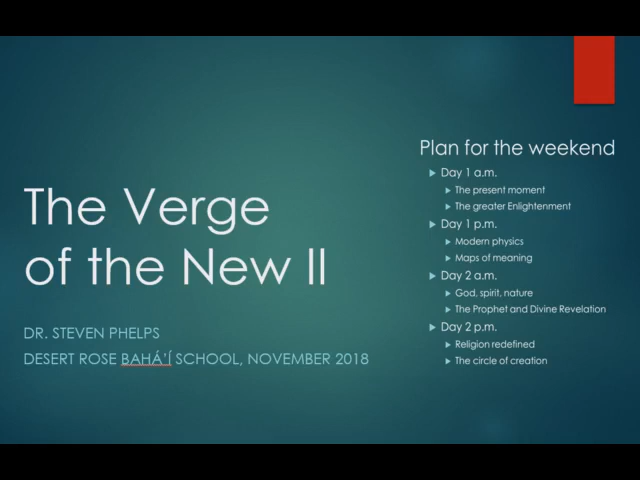 The Verge
of the New II
DR. STEVEN PHELPS
DESERT ROSE BAHÁ’Í SCHOOL, NOVEMBER 2018
Plan for the weekend
Day 1 a.m.
The present moment
The greater Enlightenment
Day 1 p.m.
Modern physics
Maps of meaning
Day 2 a.m.
God, spirit, nature
The Prophet and Divine Revelation
Day 2 p.m.
Religion redefined
The circle of creation